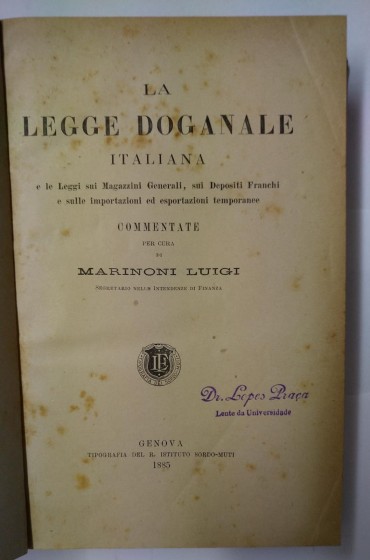 LA
LEGGE DOGANALE
ITALIANA
e le Leggi sui Magazzini Generali, sui Depositi Franchi
e sulle importazioni ed esportazioni temporanee
COMMENTATE
PER CURA
DI
MARINONI LUIGI
SEGRETARIO NELLE INTENDENZE DI FINANZA
Dr. Lopes Praça
Lente da Universidade
GENOVA
TIPOGRAFIA DEL R. ISTITUTO SORDO-MUTI
1885